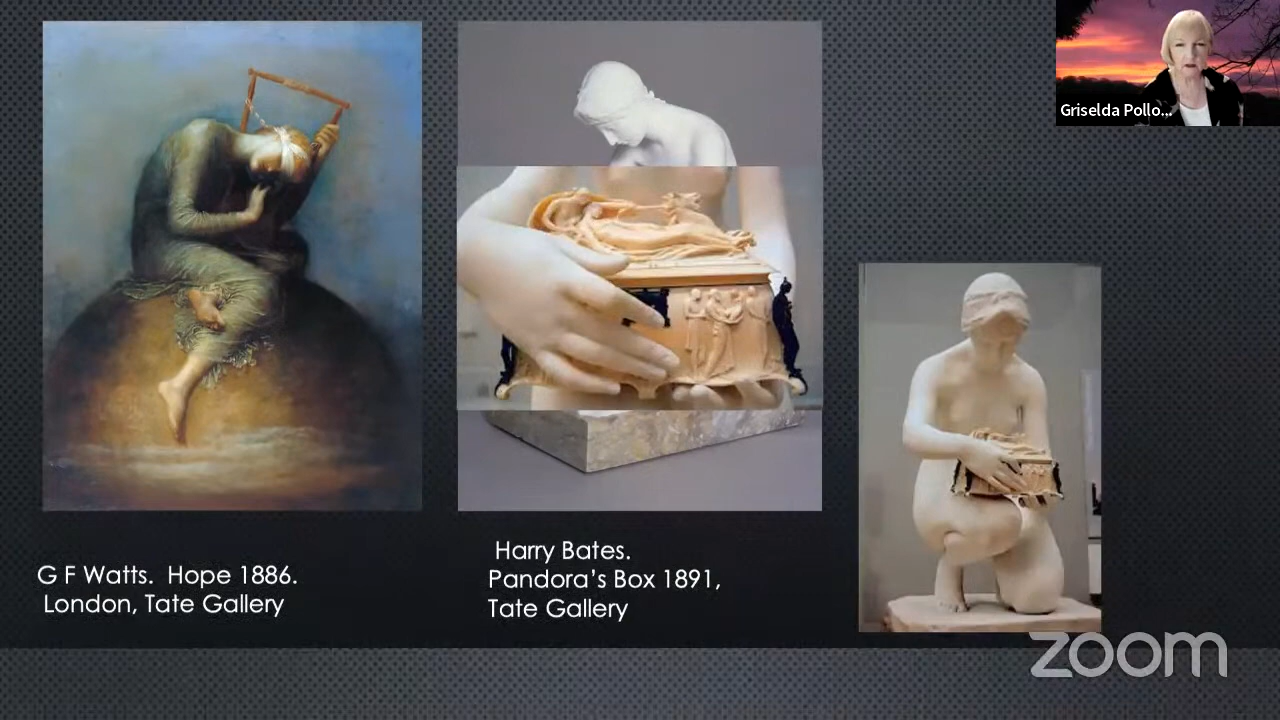 Griselda Pollo...
G F Watts. Hope 1886.
London, Tate Gallery
Harry Bates.
Pandora's Box 1891,
Tate Gallery
zoom